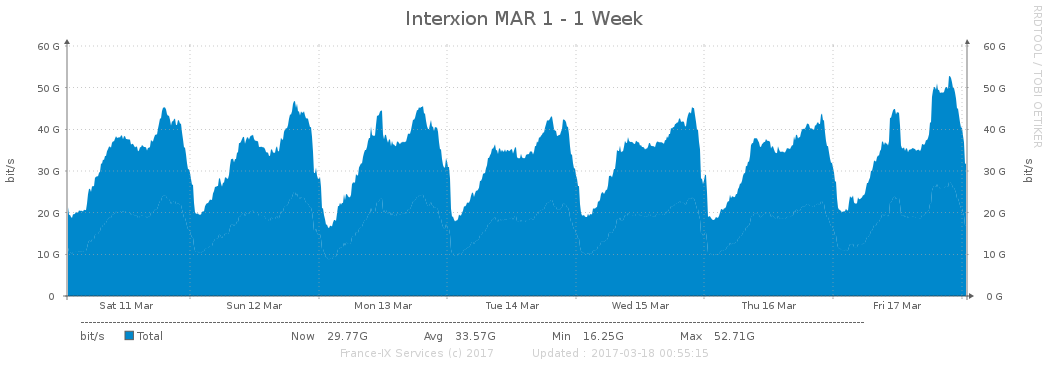 Interxion MAR 1 - 1 Week
RRDTOOL / TOBI OETIKER
60 G 60 G
50 G 50 G
40 G 40 G
30 G 30 G
20 G 20 G
10 G 10 G
0 0 G
bit/s bit/s
Sat 11 Mar Sun 12 Mar Mon 13 Mar Tue 14 Mar Wed 15 Mar Thu 16 Mar Fri 17 Mar
bit/s Total Now 29.77G Avg 33.57G Min 16.25G Max 52.71G
France-IX Services (c) 2017 Updated : 2017-03-18 00:55:15